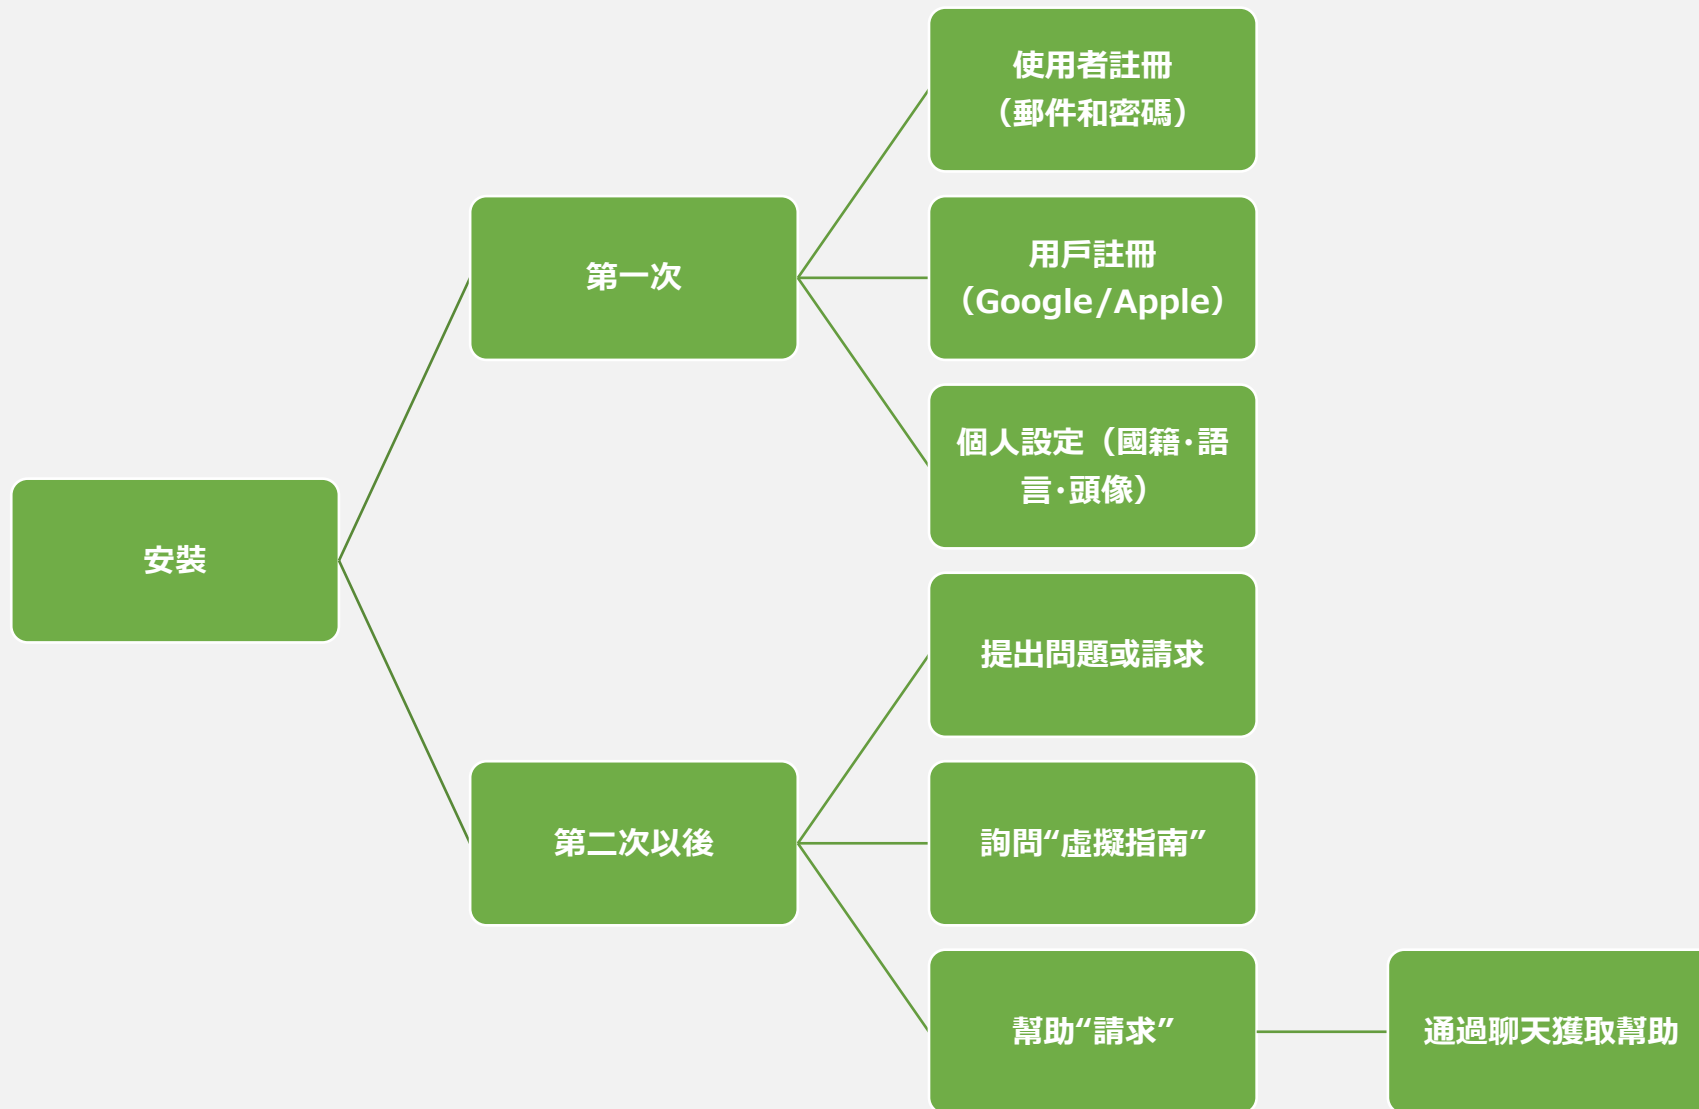 使用者註冊
（郵件和密碼）
第一次
用戶註冊
（Google/Apple）
個人設定（國籍･語
言･頭像）
安裝
提出問題或請求
第二次以後
詢問“虛擬指南”
幫助“請求”
通過聊天獲取幫助